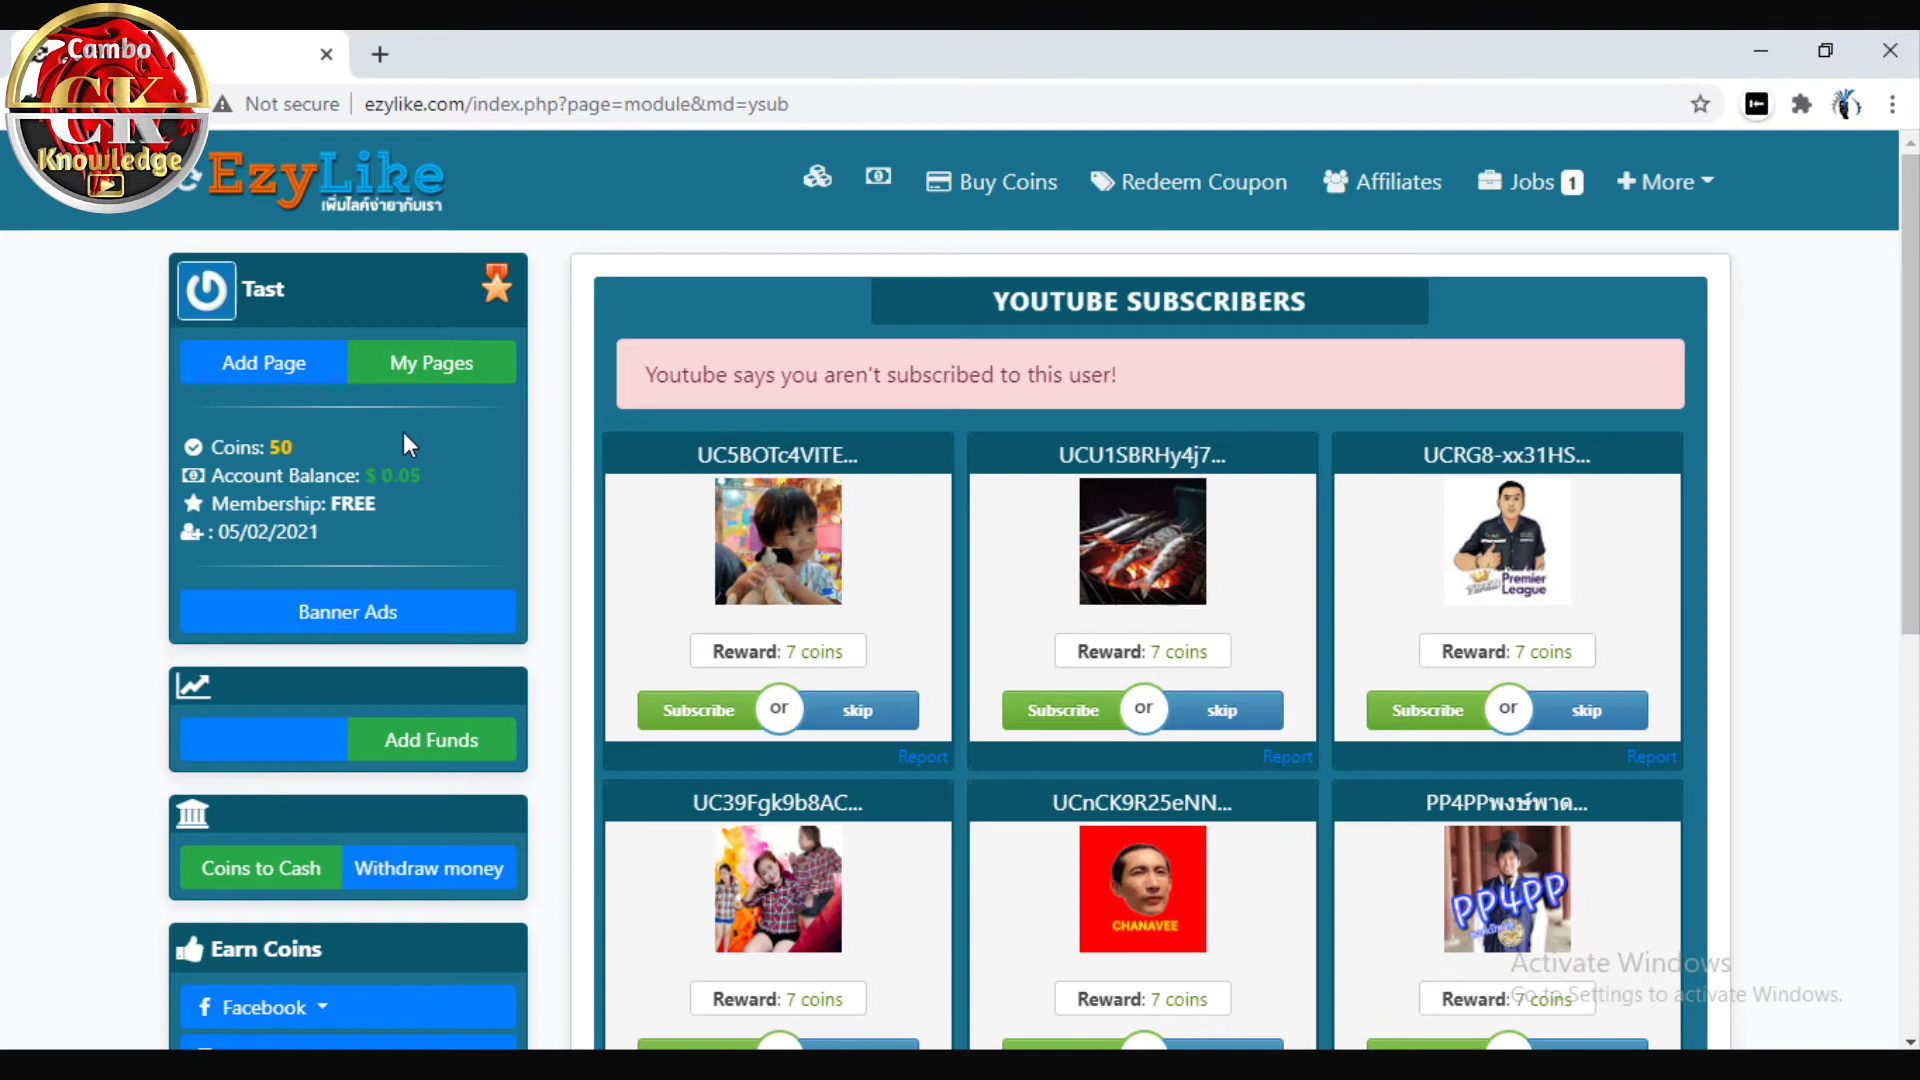 Cambo
CK
Knowledge
Not secure
ezylike.com/index.php?page=module&md=ysub
EzyLike
เพิ่มไลค์ง่ายๆกับเรา
Buy Coins
Redeem Coupon
Affiliates
Jobs 1
More
Tast
Add Page
My Pages
Coins: 50
Account Balance: $ 0.05
Membership: FREE
: 05/02/2021
Banner Ads
Add Funds
Coins to Cash
Withdraw money
Earn Coins
Facebook
YOUTUBE SUBSCRIBERS
Youtube says you aren't subscribed to this user!
UC5BOTc4VITE...
UCU1SBRHy4j7...
UCRG8-xx31HS...
Premier
League
Reward: 7 coins
Reward: 7 coins
Reward: 7 coins
Subscribe or skip
Subscribe or skip
Subscribe or skip
Report
Report
Report
UC39Fgk9b8AC...
UCnCK9R25eNN...
PP4PPพงษ์พาด...
CHANAVEE
PP4PP
Reward: 7 coins
Reward: 7 coins
Reward: 7 coins
Activate Windows
Go to Settings to activate Windows.